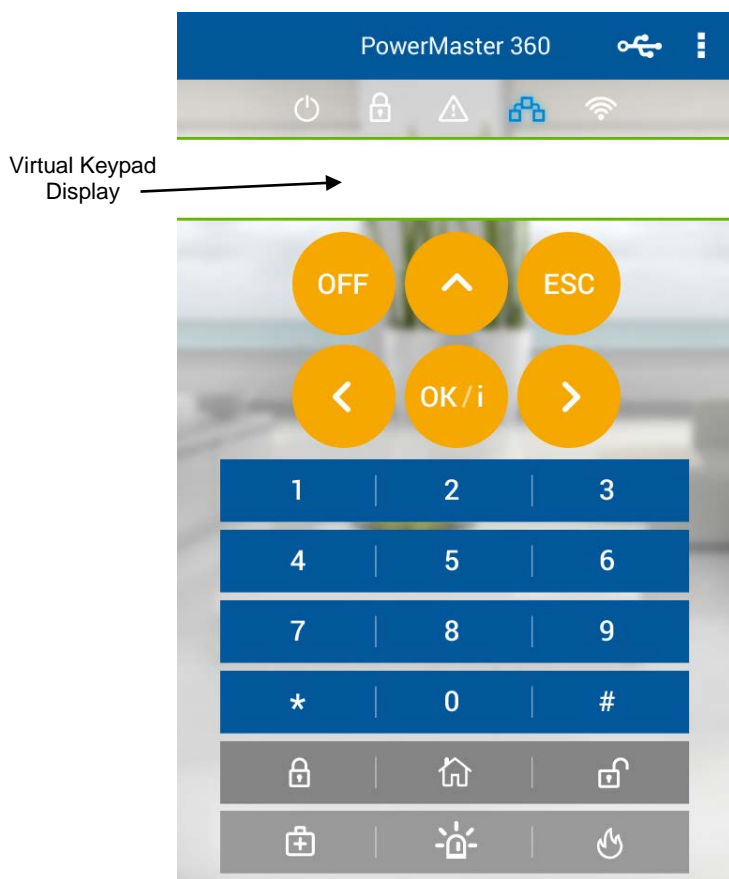 PowerMaster 360
Virtual Keypad
Display
OFF ESC
OK/i
1 2 3
4 5 6
7 8 9
* 0 #